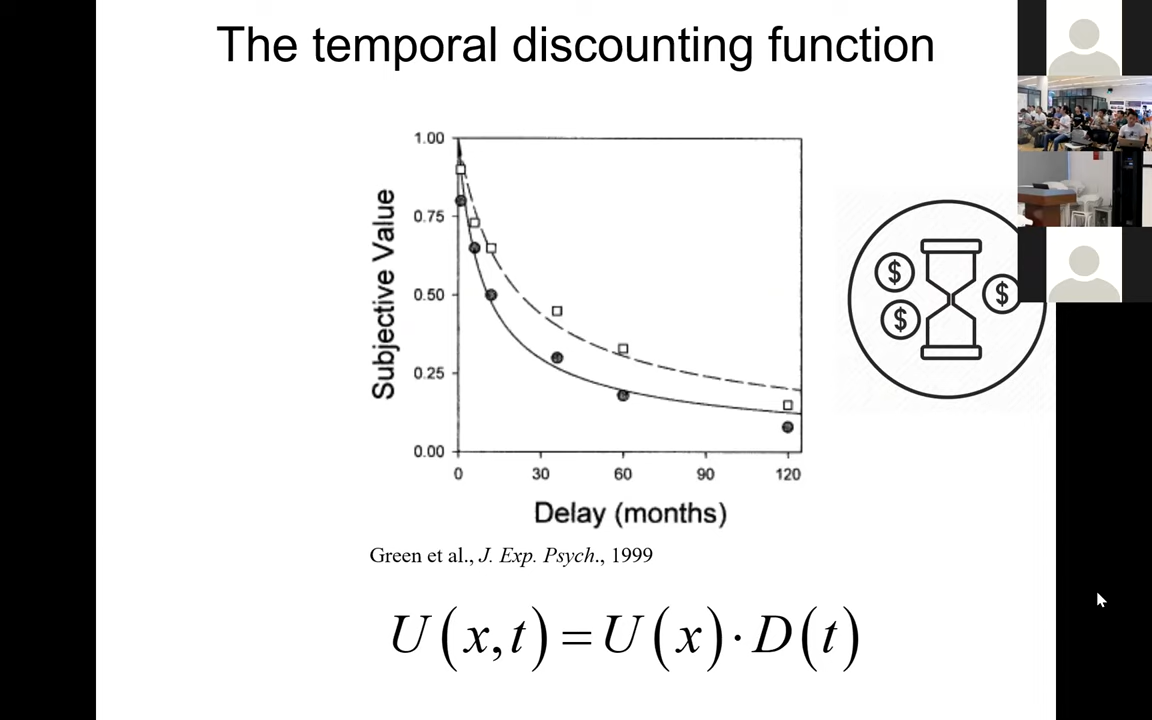 The temporal discounting function
1.00
0.75
0.50
0.25
0.00
Subjective Value
0 30 60 90 120
Delay (months)
$
$
$
Green et al., J. Exp. Psych., 1999
U(x,t)=U(x)·D(t)